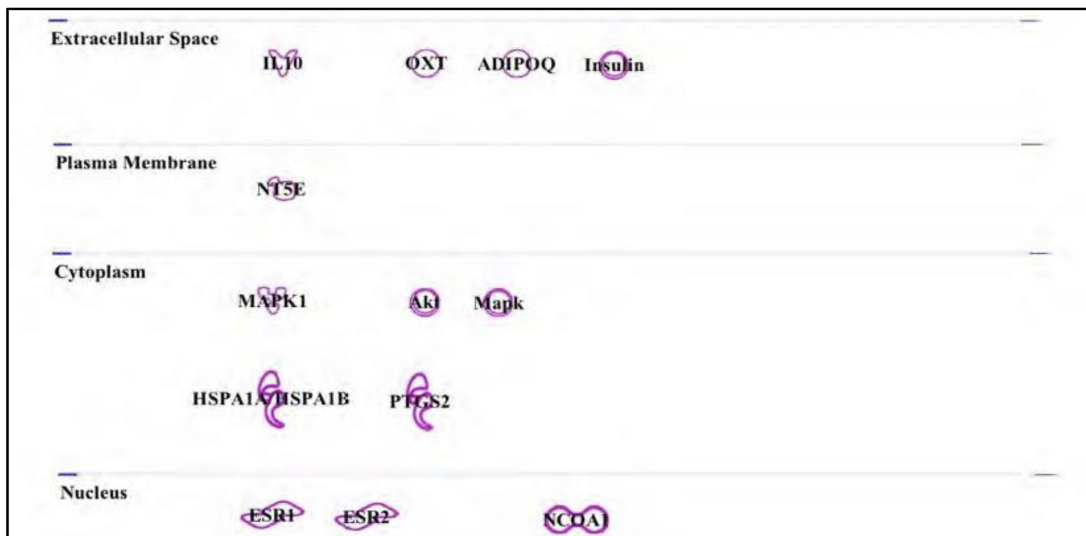 Extracellular Space
IL10 OXT ADIPOQ Insulin
Plasma Membrane
NT5E
Cytoplasm
MAPK1 Akt Mapk
HSPA1A/HSPA1B PTGS2
Nucleus
ESR1 ESR2 NCOA1